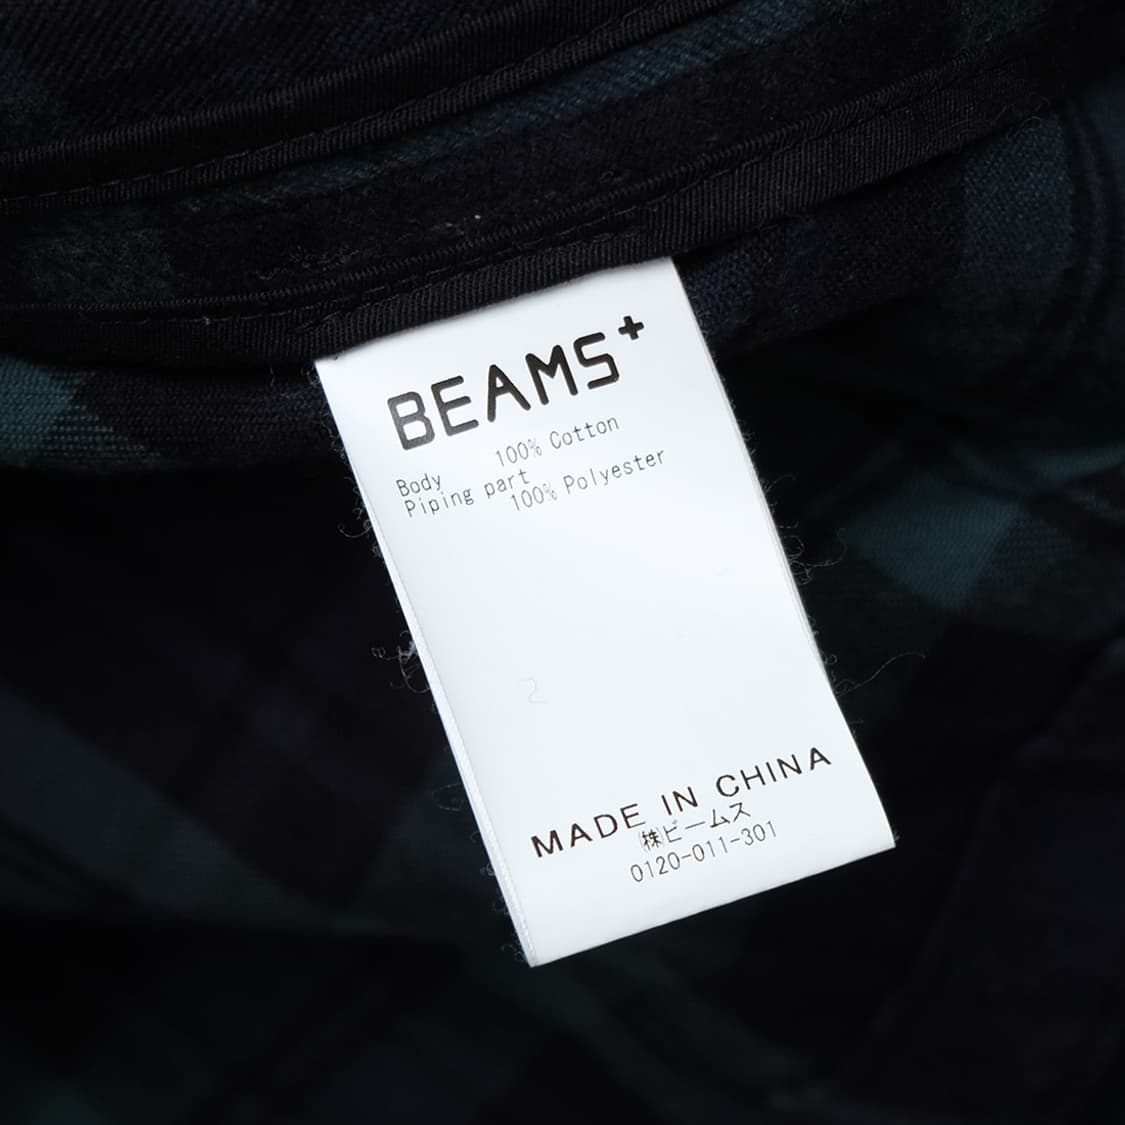 BEAMS+
Body 100% Cotton
Piping part
100% Polyester
MADE IN CHINA
㈱ビームス
0120-011-301